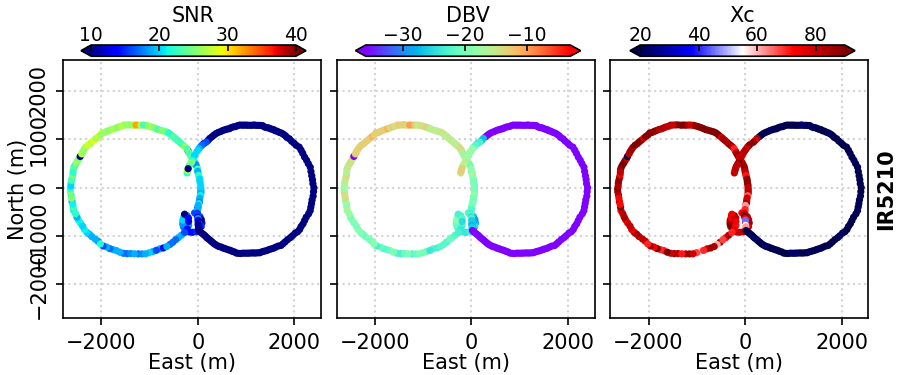 SNR DBV Xc
10 20 30 40 −30 −20 −10 20 40 60 80
North (m)
2000
1000
0
−1000
−2000
IR5210
−2000 0 2000 −2000 0 2000 −2000 0 2000
East (m) East (m) East (m)